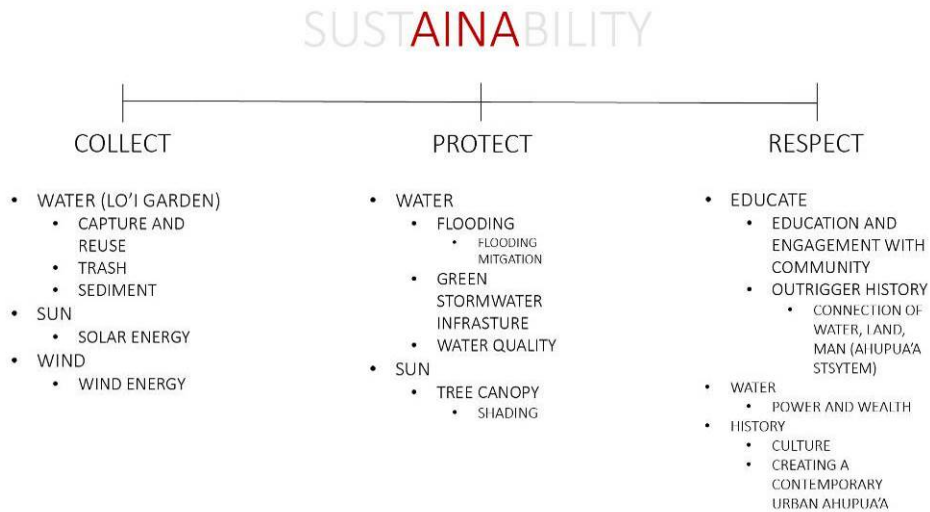 SUSTAINABILITY
COLLECT
• WATER (LO'I GARDEN)
• CAPTURE AND
REUSE
• TRASH
• SEDIMENT
• SUN
• SOLAR ENERGY
• WIND
• WIND ENERGY
PROTECT
• WATER
• FLOODING
• FLOODING
MITGATION
• GREEN
STORMWATER
INFRASTURE
• WATER QUALITY
• SUN
• TREE CANOPY
• SHADING
RESPECT
• EDUCATE
• EDUCATION AND
ENGAGEMENT WITH
COMMUNITY
• OUTRIGGER HISTORY
• CONNECTION OF
WATER, LAND,
MAN (AHUPUA'A
STSYTEM)
• WATER
• POWER AND WEALTH
• HISTORY
• CULTURE
• CREATING A
CONTEMPORARY
URBAN AHUPUA'A